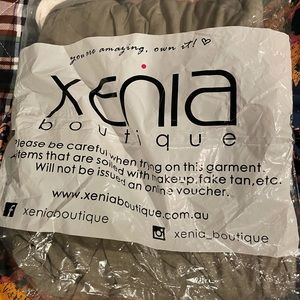 you're amazing, own it! ♡
xenia
boutique
Please be careful when trying on this garment.
Items that are soiled with makeup, fake tan, etc.
Will not be issued an online voucher.
www.xeniaboutique.com.au
xeniaboutique
xenia_boutique